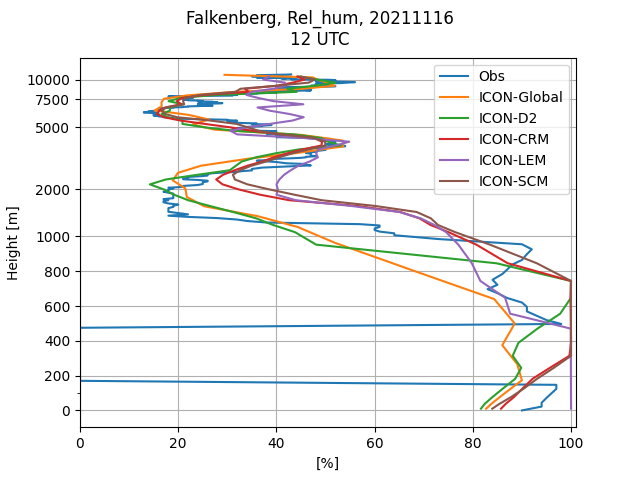 Falkenberg, Rel_hum, 20211116
12 UTC
10000
7500
5000
2000
1000
800
600
400
200
0
Height [m]
Obs
ICON-Global
ICON-D2
ICON-CRM
ICON-LEM
ICON-SCM
0 20 40 60 80 100
[%]